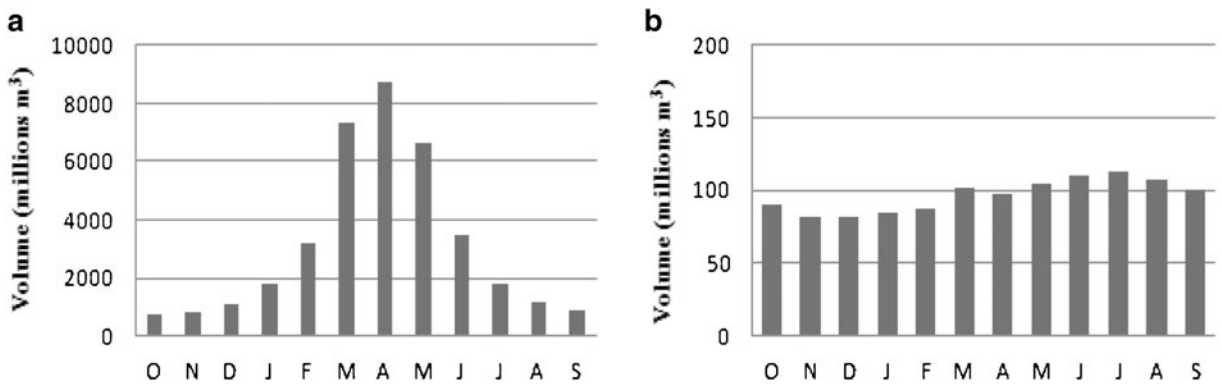 a
Volume (millions m³)
10000
8000
6000
4000
2000
0
O N D J F M A M J J A S
b
Volume (millions m³)
200
150
100
50
0
O N D J F M A M J J A S